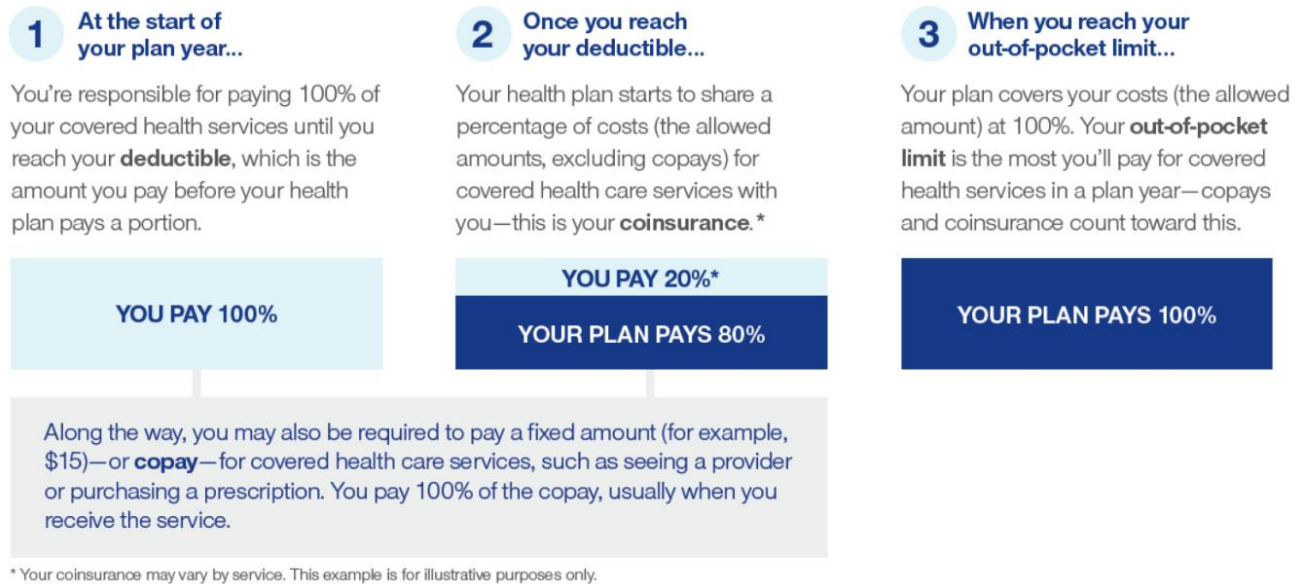 1
At the start of
your plan year...
You’re responsible for paying 100% of
your covered health services until you
reach your deductible, which is the
amount you pay before your health
plan pays a portion.
YOU PAY 100%
2
Once you reach
your deductible...
Your health plan starts to share a
percentage of costs (the allowed
amounts, excluding copays) for
covered health care services with
you—this is your coinsurance.*
YOU PAY 20%*
YOUR PLAN PAYS 80%
3
When you reach your
out-of-pocket limit...
Your plan covers your costs (the allowed
amount) at 100%. Your out-of-pocket
limit is the most you’ll pay for covered
health services in a plan year—copays
and coinsurance count toward this.
YOUR PLAN PAYS 100%
Along the way, you may also be required to pay a fixed amount (for example,
$15)—or copay—for covered health care services, such as seeing a provider
or purchasing a prescription. You pay 100% of the copay, usually when you
receive the service.
* Your coinsurance may vary by service. This example is for illustrative purposes only.